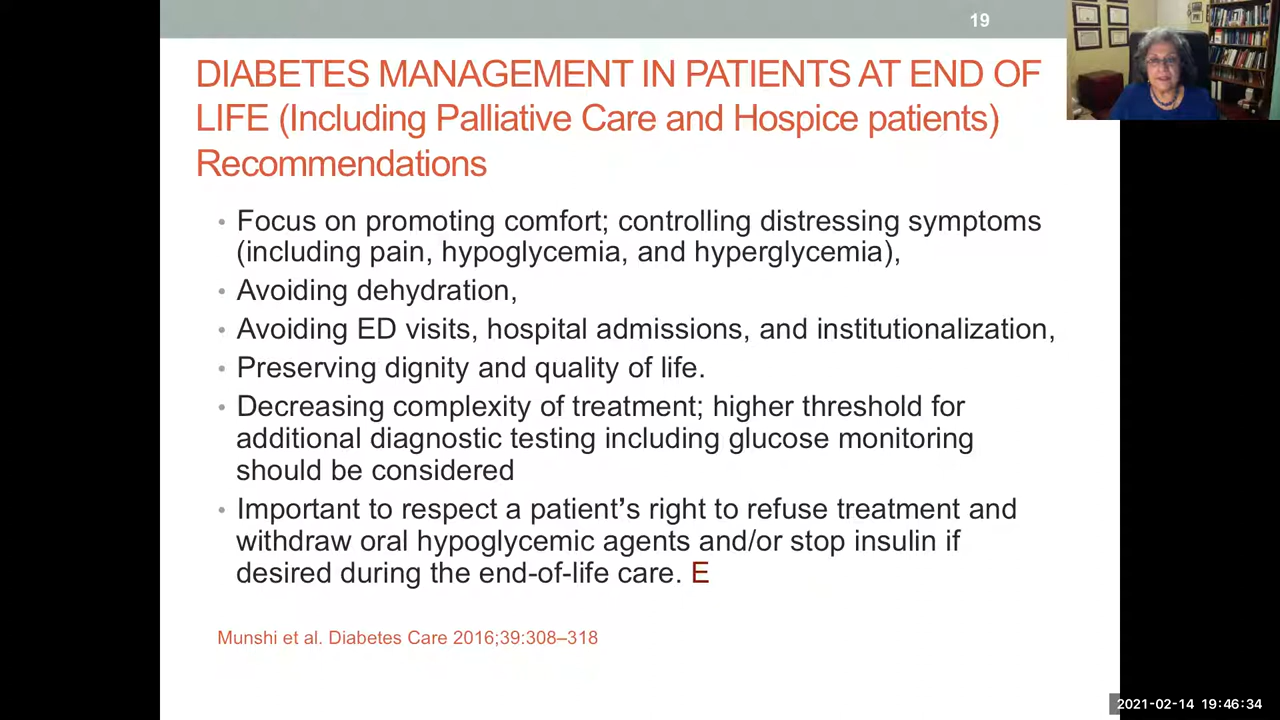 19
DIABETES MANAGEMENT IN PATIENTS AT END OF
LIFE (Including Palliative Care and Hospice patients)
Recommendations
• Focus on promoting comfort; controlling distressing symptoms
(including pain, hypoglycemia, and hyperglycemia),
• Avoiding dehydration,
• Avoiding ED visits, hospital admissions, and institutionalization,
• Preserving dignity and quality of life.
• Decreasing complexity of treatment; higher threshold for
additional diagnostic testing including glucose monitoring
should be considered
• Important to respect a patient’s right to refuse treatment and
withdraw oral hypoglycemic agents and/or stop insulin if
desired during the end-of-life care. E
Munshi et al. Diabetes Care 2016;39:308–318
2021-02-14 19:46:34